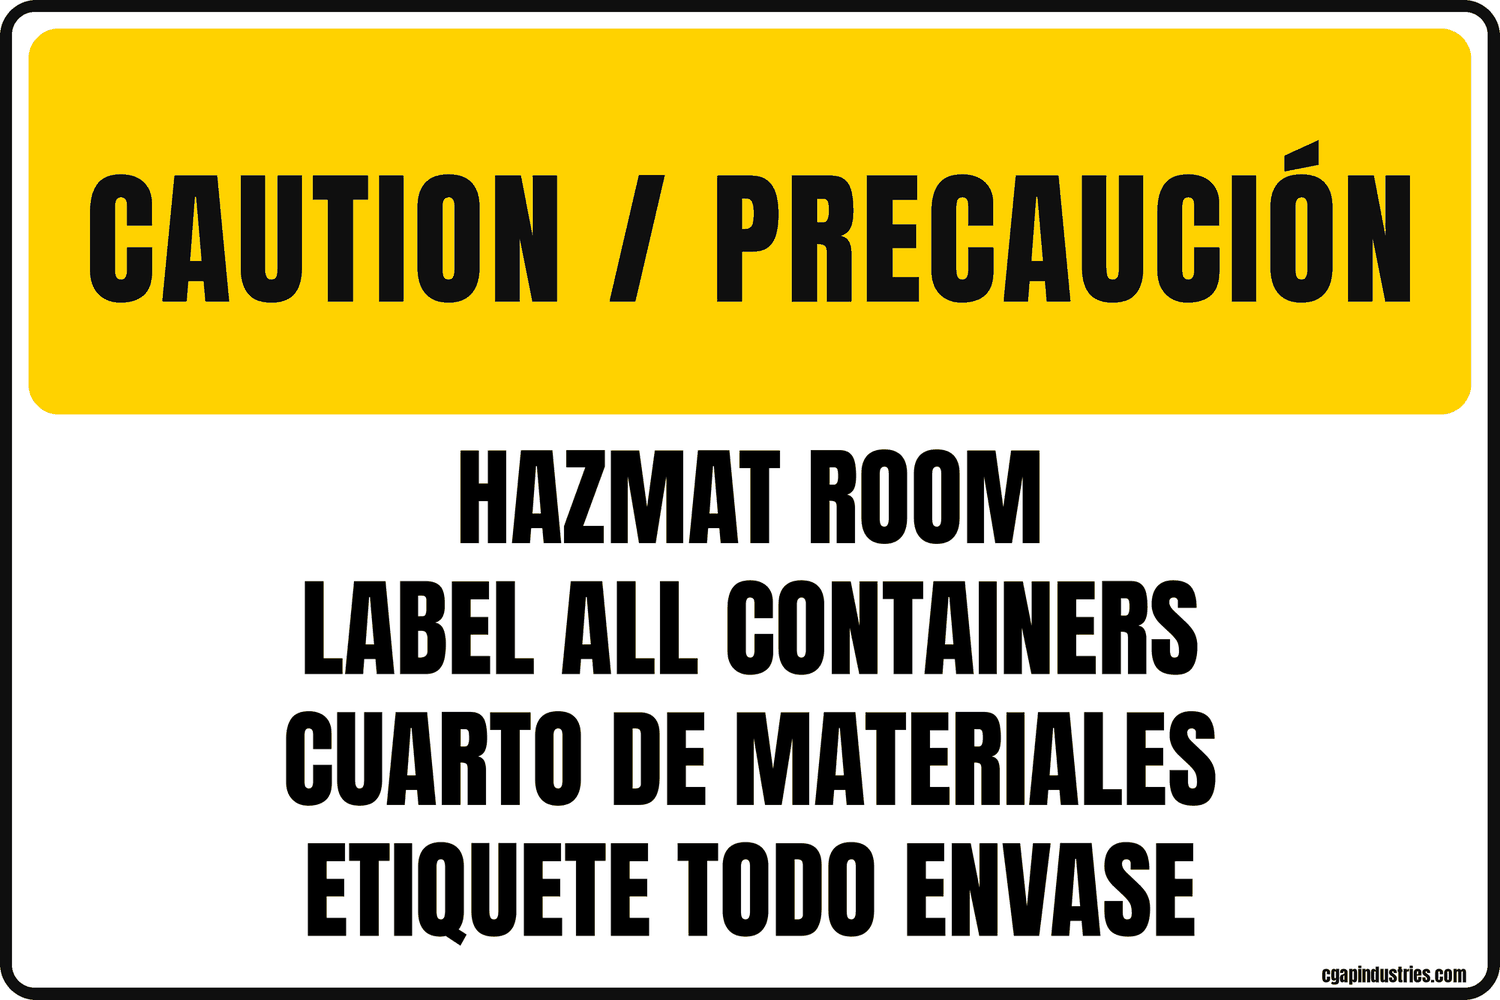 CAUTION / PRECAUCIÓN
HAZMAT ROOM
LABEL ALL CONTAINERS
CUARTO DE MATERIALES
ETIQUETE TODO ENVASE
cgapindustries.com